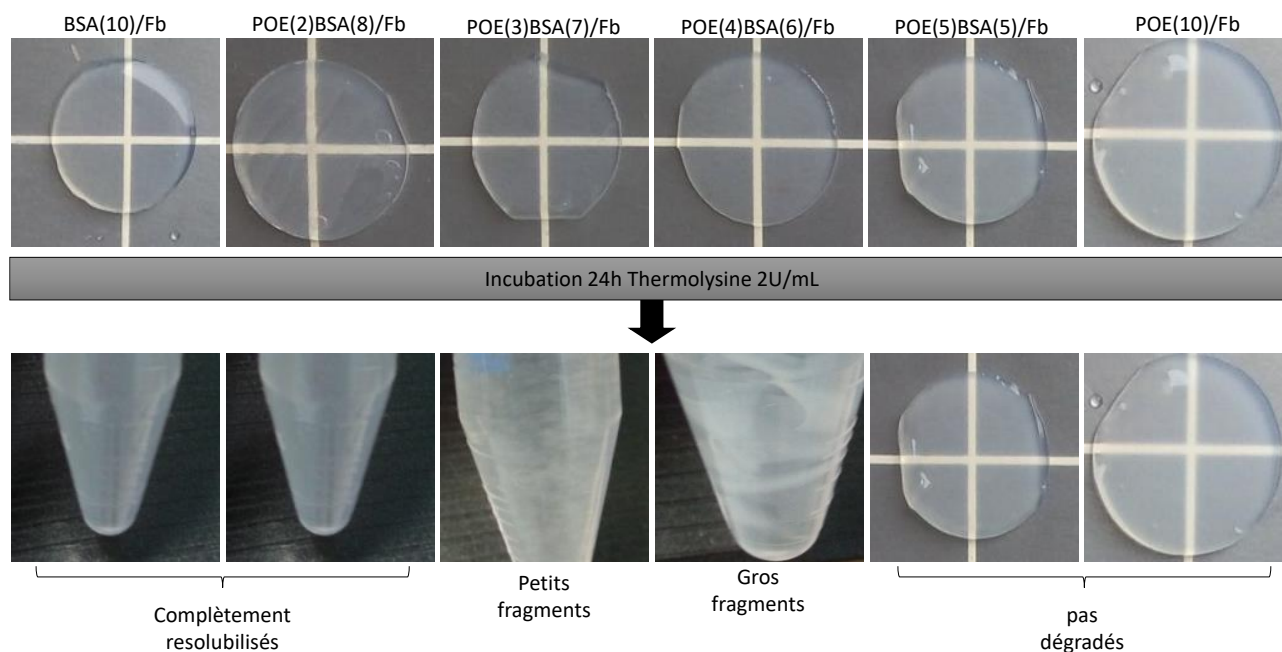 BSA(10)/Fb
POE(2)BSA(8)/Fb
POE(3)BSA(7)/Fb
POE(4)BSA(6)/Fb
POE(5)BSA(5)/Fb
POE(10)/Fb
Incubation 24h Thermolysine 2U/mL
Complètement
resolubilisés
Petits
fragments
Gros
fragments
pas
dégradés